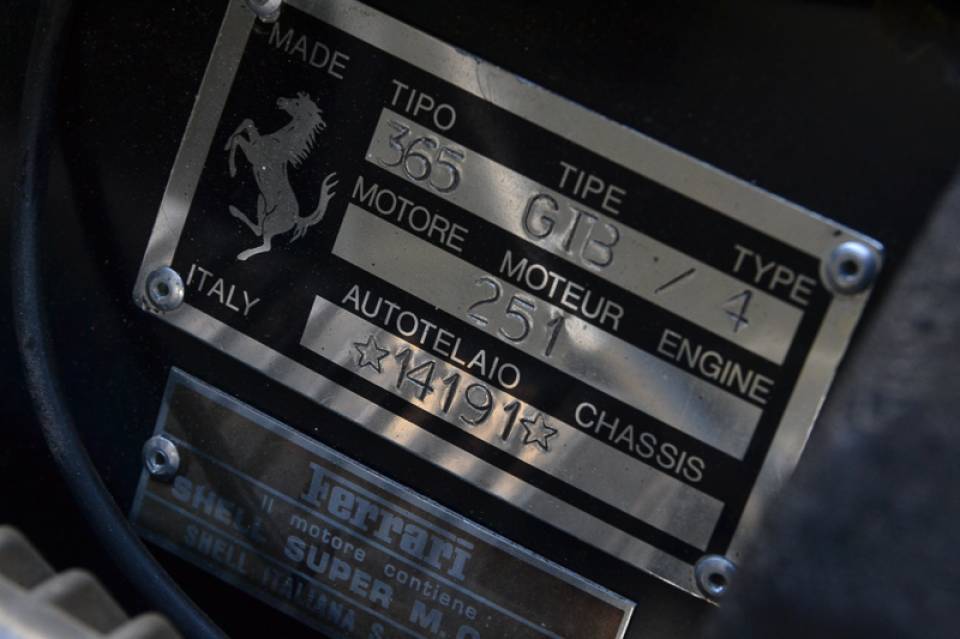 MADE
TIPO TIPE TYPE
365 GTB / 4
MOTORE MOTEUR ENGINE
251
ITALY
AUTOTELAIO CHASSIS
☆14191☆
Ferrari
il motore contiene
SHELL SUPER M.O
SHELL ITALIANA S